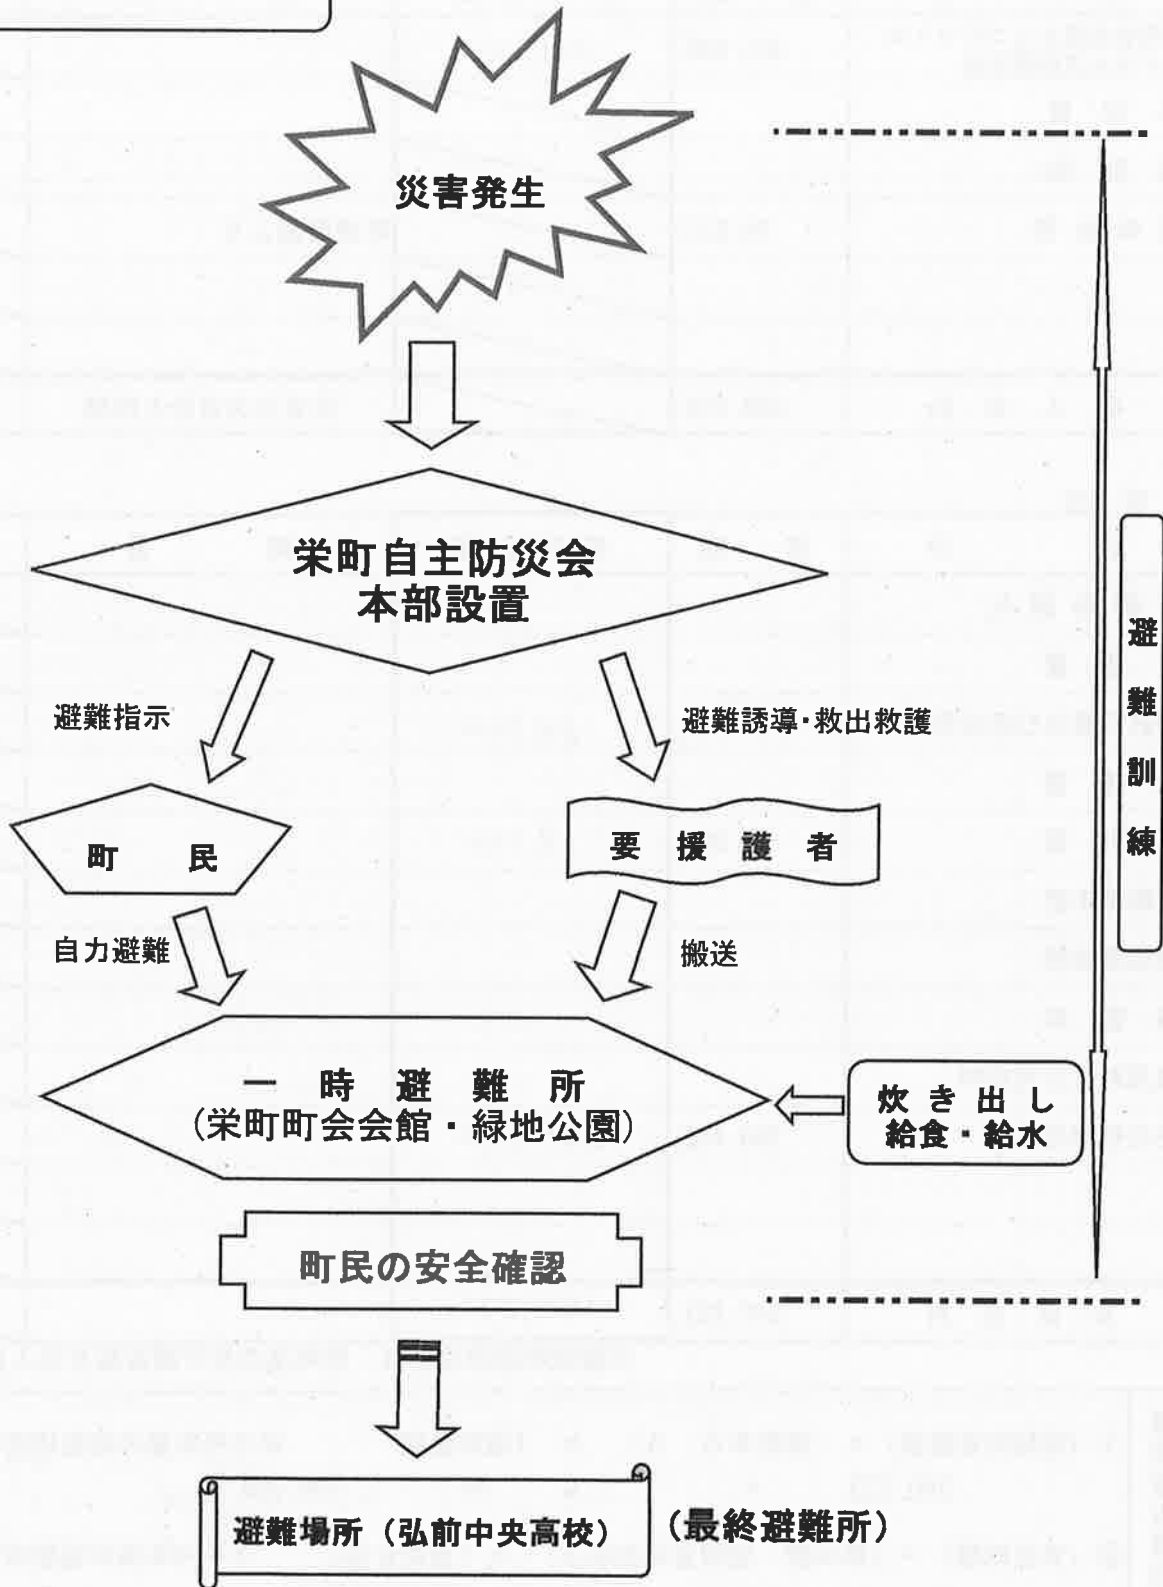 災害発生
栄町自主防災会
本部設置
避難指示
避難誘導・救出救護
町　民
要援護者
自力避難
搬送
一時避難所
(栄町町会会館・緑地公園)
炊き出し
給食・給水
町民の安全確認
避難場所（弘前中央高校）
（最終避難所）
避難訓練